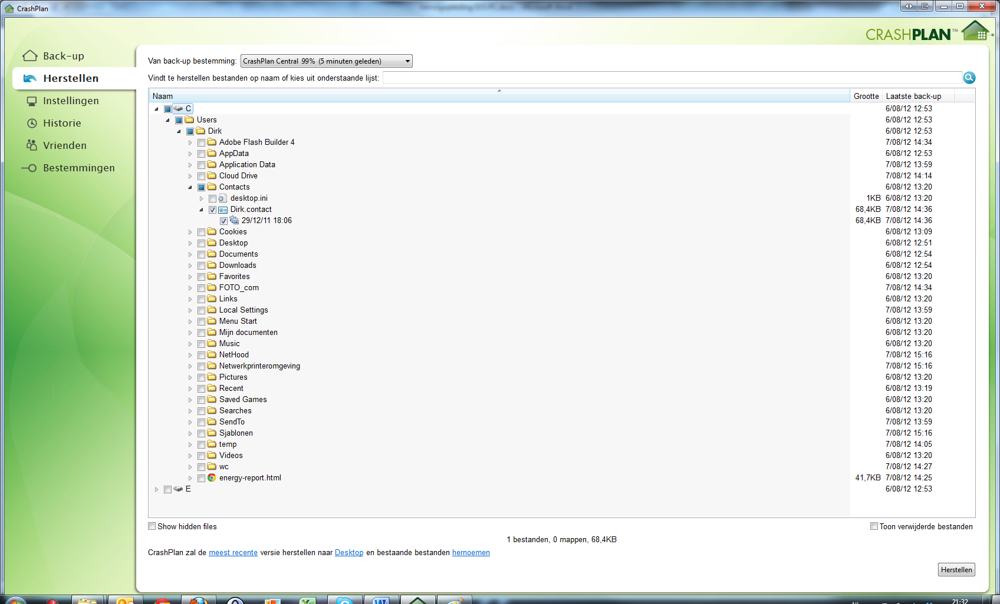 CrashPlan
CRASHPLAN™
Back-up
Herstellen
Instellingen
Historie
Vrienden
Bestemmingen
Van back-up bestemming: CrashPlan Central 99% (5 minuten geleden)
Vindt te herstellen bestanden op naam of kies uit onderstaande lijst:
Naam Grootte Laatste back-up
C 6/08/12 12:53
Users 6/08/12 12:53
Dirk 6/08/12 12:53
Adobe Flash Builder 4 7/08/12 14:34
AppData 6/08/12 12:53
Application Data 7/08/12 13:59
Cloud Drive 7/08/12 14:14
Contacts 6/08/12 13:20
desktop.ini 1KB 6/08/12 13:20
Dirk.contact 68,4KB 7/08/12 14:36
29/12/11 18:06 68,4KB 7/08/12 14:36
Cookies 6/08/12 13:09
Desktop 6/08/12 12:51
Documents 6/08/12 12:54
Downloads 6/08/12 12:54
Favorites 6/08/12 13:20
FOTO_com 7/08/12 14:34
Links 6/08/12 13:20
Local Settings 7/08/12 13:59
Menu Start 6/08/12 13:20
Mijn documenten 6/08/12 13:20
Music 6/08/12 13:20
NetHood 7/08/12 15:16
Netwerkprinteromgeving 7/08/12 15:16
Pictures 6/08/12 13:20
Recent 6/08/12 13:19
Saved Games 6/08/12 13:20
Searches 6/08/12 13:20
SendTo 7/08/12 13:59
Sjablonen 7/08/12 15:16
temp 7/08/12 14:05
Videos 6/08/12 13:20
wc 7/08/12 14:27
energy-report.html 41,7KB 7/08/12 14:25
E 6/08/12 12:53
Show hidden files Toon verwijderde bestanden
1 bestanden, 0 mappen, 68,4KB
CrashPlan zal de meest recente versie herstellen naar Desktop en bestaande bestanden hernoemen
Herstellen
21:32